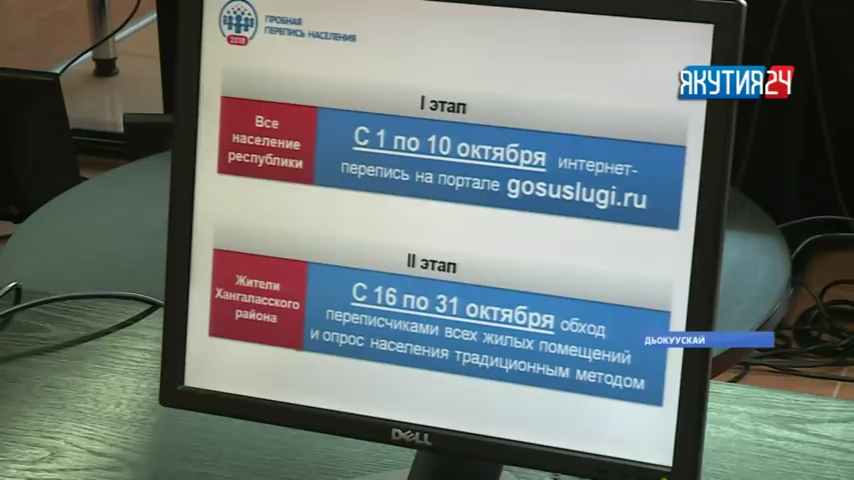 ПРОБНАЯ
ПЕРЕПИСЬ НАСЕЛЕНИЯ
2018
ЯКУТИЯ24
I этап
Все
население
республики
С 1 по 10 октября интернет-
перепись на портале gosuslugi.ru
II этап
Жители
Хангаласского
района
С 16 по 31 октября обход
переписчиками всех жилых помещений
и опрос населения традиционным методом
ДЬОКУУСКАЙ
DELL